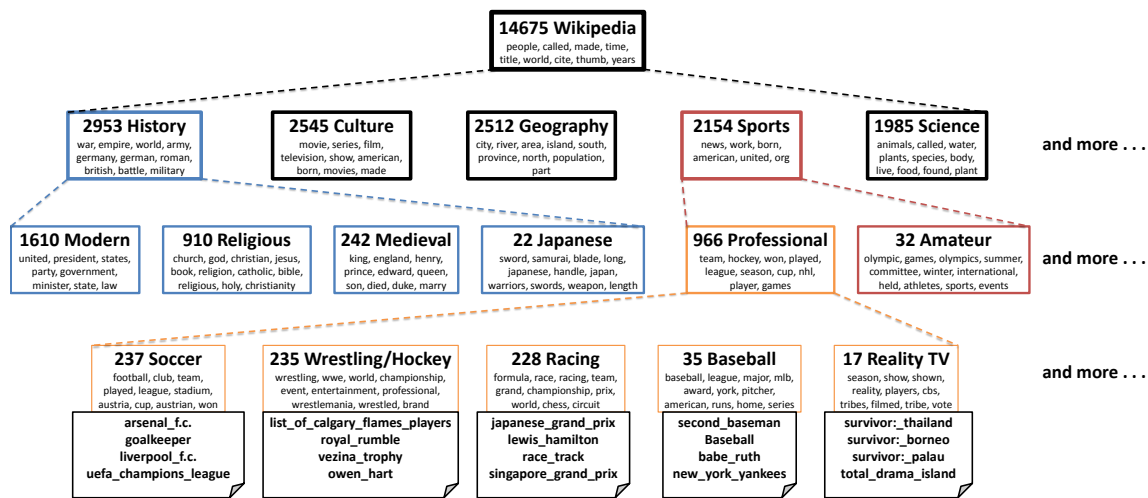 14675 Wikipedia
people, called, made, time,
title, world, cite, thumb, years
2953 History
war, empire, world, army,
germany, german, roman,
british, battle, military
2545 Culture
movie, series, film,
television, show, american,
born, movies, made
2512 Geography
city, river, area, island, south,
province, north, population,
part
2154 Sports
news, work, born,
american, united, org
1985 Science
animals, called, water,
plants, species, body,
live, food, found, plant
and more . . .
1610 Modern
united, president, states,
party, government,
minister, state, law
910 Religious
church, god, christian, jesus,
book, religion, catholic, bible,
religious, holy, christianity
242 Medieval
king, england, henry,
prince, edward, queen,
son, died, duke, marry
22 Japanese
sword, samurai, blade, long,
japanese, handle, japan,
warriors, swords, weapon, length
966 Professional
team, hockey, won, played,
league, season, cup, nhl,
player, games
32 Amateur
olympic, games, olympics, summer,
committee, winter, international,
held, athletes, sports, events
and more . . .
237 Soccer
football, club, team,
played, league, stadium,
austria, cup, austrian, won
235 Wrestling/Hockey
wrestling, wwe, world, championship,
event, entertainment, professional,
wrestlemania, wrestled, brand
228 Racing
formula, race, racing, team,
grand, championship, prix,
world, chess, circuit
35 Baseball
baseball, league, major, mlb,
award, york, pitcher,
american, runs, home, series
17 Reality TV
season, show, shown,
reality, players, cbs,
tribes, filmed, tribe, vote
and more . . .
arsenal_f.c.
goalkeeper
liverpool_f.c.
uefa_champions_league
list_of_calgary_flames_players
royal_rumble
vezina_trophy
owen_hart
japanese_grand_prix
lewis_hamilton
race_track
singapore_grand_prix
second_baseman
Baseball
babe_ruth
new_york_yankees
survivor:_thailand
survivor:_borneo
survivor:_palau
total_drama_island